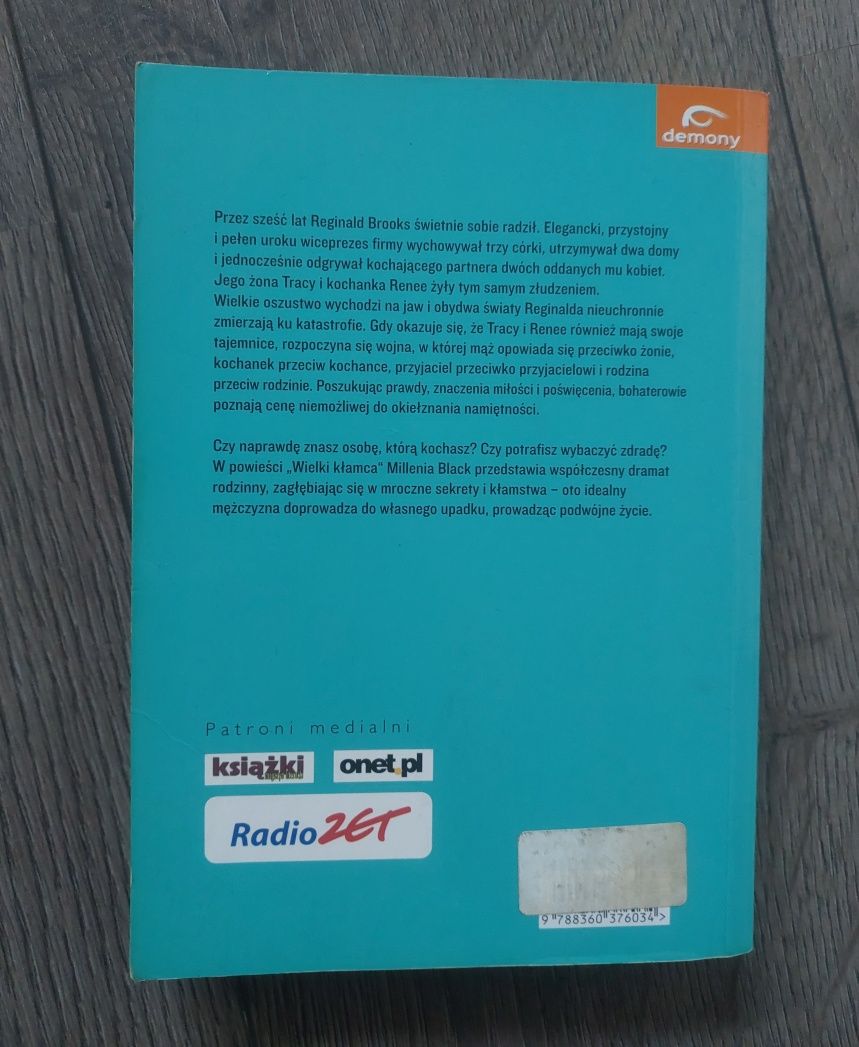 demony
Przez sześć lat Reginald Brooks świetnie sobie radził. Elegancki, przystojny
i pełen uroku wiceprezes firmy wychowywał trzy córki, utrzymywał dwa domy
i jednocześnie odgrywał kochającego partnera dwóch oddanych mu kobiet.
Jego żona Tracy i kochanka Renee żyły tym samym złudzeniem.
Wielkie oszustwo wychodzi na jaw i obydwa światy Reginalda nieuchronnie
zmierzają ku katastrofie. Gdy okazuje się, że Tracy i Renee również mają swoje
tajemnice, rozpoczyna się wojna, w której mąż opowiada się przeciwko żonie,
kochanek przeciw kochance, przyjaciel przeciwko przyjacielowi i rodzina
przeciw rodzinie. Poszukując prawdy, znaczenia miłości i poświęcenia, bohaterowie
poznają cenę niemożliwej do okiełznania namiętności.
Czy naprawdę znasz osobę, którą kochasz? Czy potrafisz wybaczyć zdradę?
W powieści „Wielki kłamca" Millenia Black przedstawia współczesny dramat
rodzinny, zagłębiając się w mroczne sekrety i kłamstwa – oto idealny
mężczyzna doprowadza do własnego upadku, prowadząc podwójne życie.
Patroni medialni
książki
onet.pl
Radio ZET
9 788360 376034 >